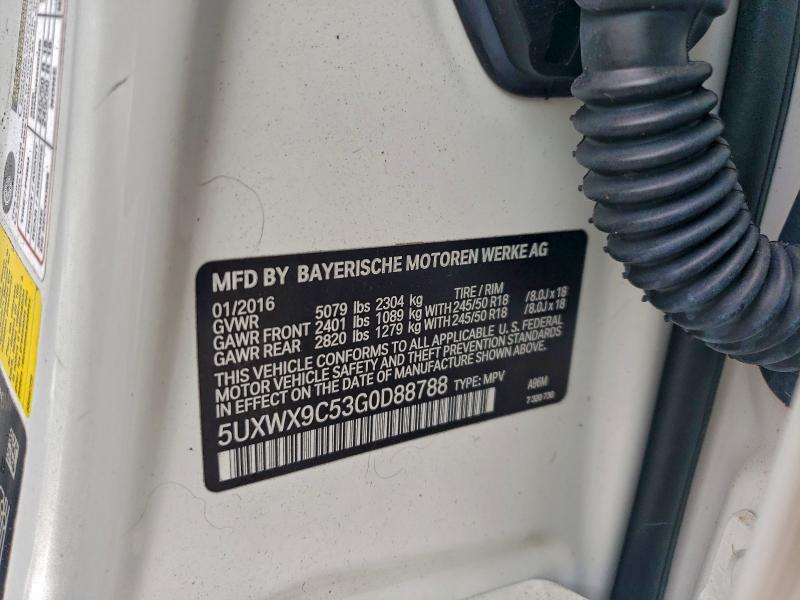 MFD BY BAYERISCHE MOTOREN WERKE AG
01/2016 TIRE / RIM
GVWR 5079 lbs 2304 kg
GAWR FRONT 2401 lbs 1089 kg WITH 245/50 R18 /8.0J x 18
GAWR REAR 2820 lbs 1279 kg WITH 245/50 R18 /8.0J x 18
THIS VEHICLE CONFORMS TO ALL APPLICABLE U.S. FEDERAL
MOTOR VEHICLE SAFETY AND THEFT PREVENTION STANDARDS
IN EFFECT ON THE DATE OF MANUFACTURE SHOWN ABOVE.
5UXWX9C53G0D88788 TYPE: MPV A96M
7 320 730